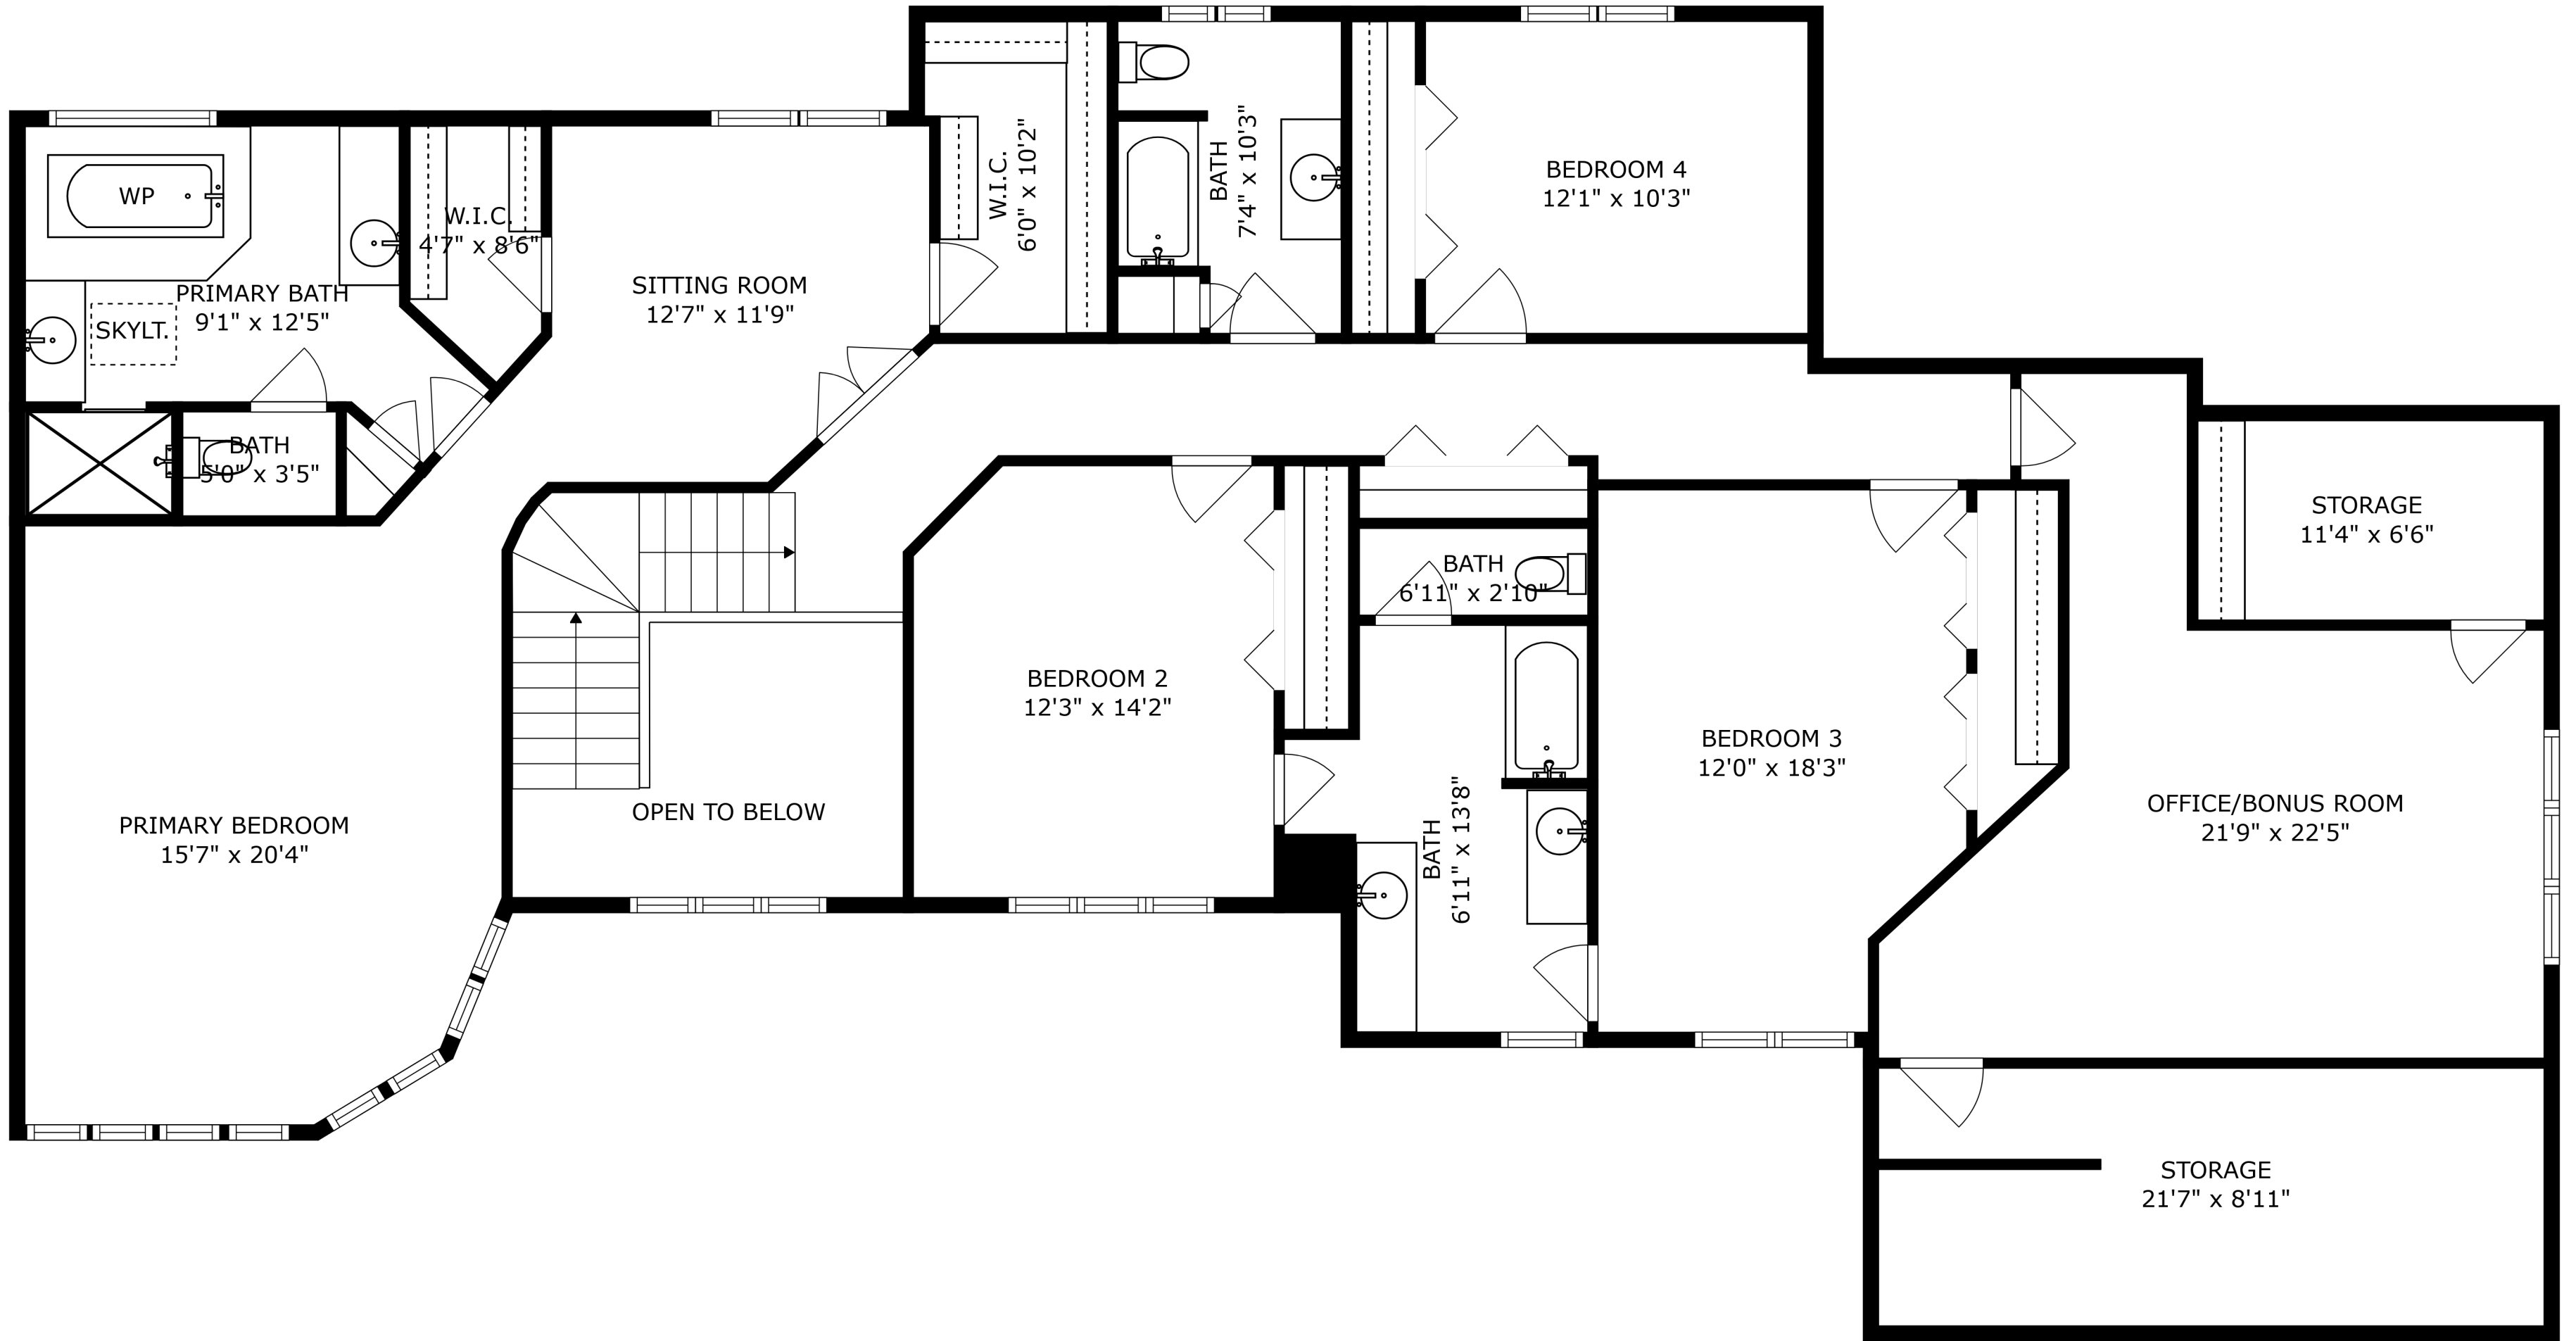 WP
PRIMARY BATH
9'1" x 12'5"
SKYLT.
W.I.C.
4'7" x 8'6"
SITTING ROOM
12'7" x 11'9"
W.I.C.
6'0" x 10'2"
BATH
7'4" x 10'3"
BEDROOM 4
12'1" x 10'3"
BATH
5'0" x 3'5"
STORAGE
11'4" x 6'6"
BATH
6'11" x 2'10"
BEDROOM 2
12'3" x 14'2"
BEDROOM 3
12'0" x 18'3"
OFFICE/BONUS ROOM
21'9" x 22'5"
OPEN TO BELOW
PRIMARY BEDROOM
15'7" x 20'4"
BATH
6'11" x 13'8"
STORAGE
21'7" x 8'11"